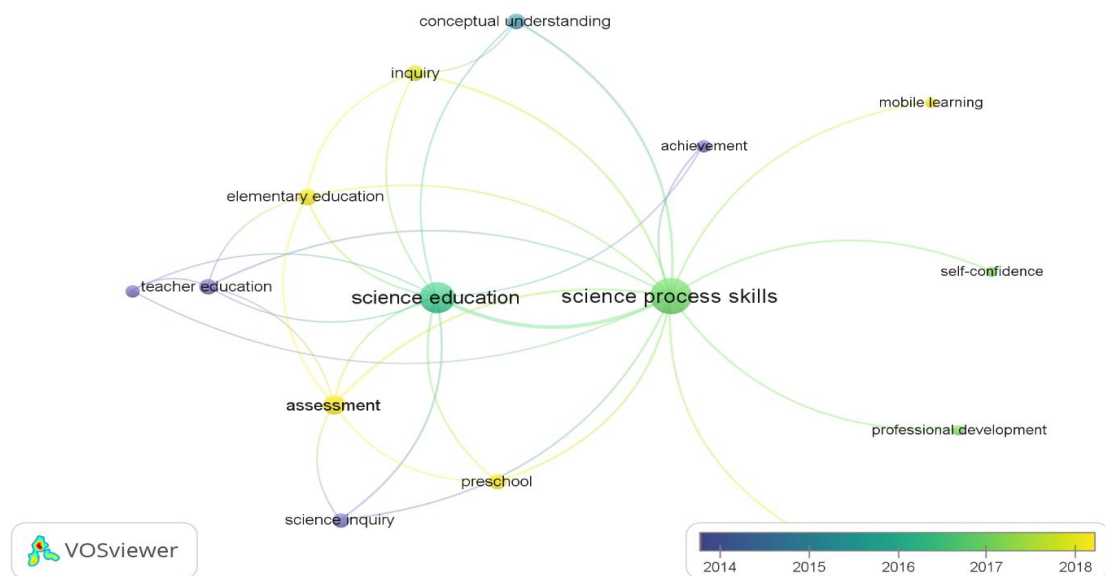 conceptual understanding
inquiry
mobile learning
achievement
elementary education
self-confidence
teacher education
science education
science process skills
assessment
professional development
preschool
science inquiry
VOSviewer
2014 2015 2016 2017 2018